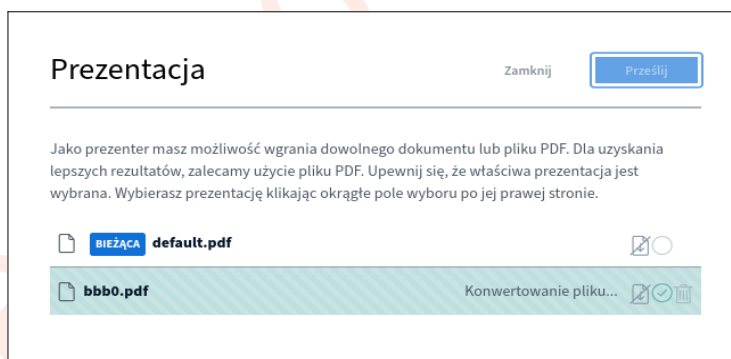 Prezentacja
Zamknij
Prześlij
Jako prezenter masz możliwość wgrania dowolnego dokumentu lub pliku PDF. Dla uzyskania
lepszych rezultatów, zalecamy użycie pliku PDF. Upewnij się, że właściwa prezentacja jest
wybrana. Wybierasz prezentację klikając okrągłe pole wyboru po jej prawej stronie.
BIEŻĄCA default.pdf
bbb0.pdf Konwertowanie pliku...